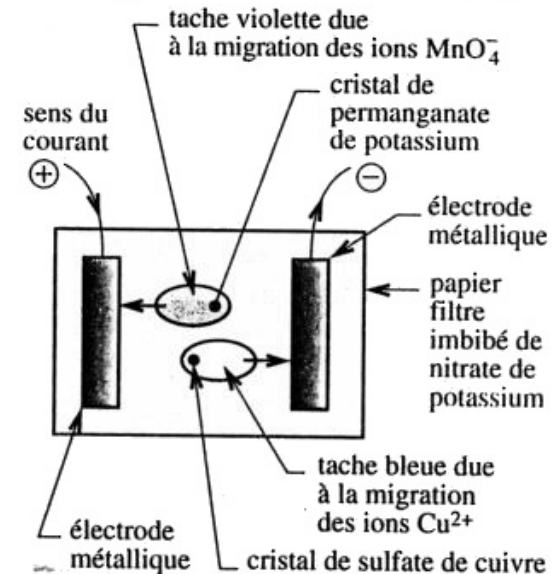 tache violette due
à la migration des ions MnO₄⁻
cristal de
permanganate
de potassium
sens du
courant
+
−
électrode
métallique
papier
filtre
imbibé de
nitrate de
potassium
tache bleue due
à la migration
des ions Cu²⁺
électrode
métallique
cristal de sulfate de cuivre